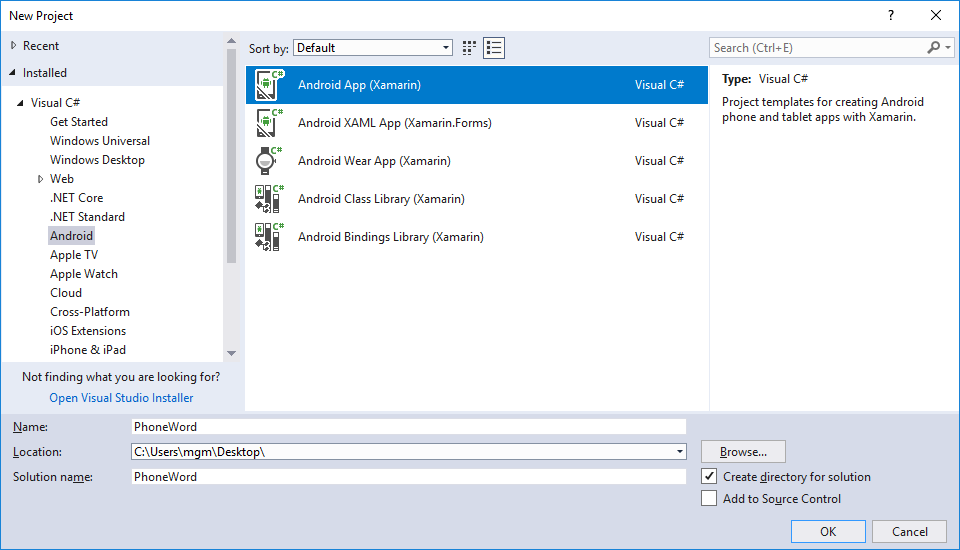 New Project
?
Recent
Installed
Visual C#
Get Started
Windows Universal
Windows Desktop
Web
.NET Core
.NET Standard
Android
Apple TV
Apple Watch
Cloud
Cross-Platform
iOS Extensions
iPhone & iPad
Not finding what you are looking for?
Open Visual Studio Installer
Sort by: Default
C# Android App (Xamarin) Visual C#
C# Android XAML App (Xamarin.Forms) Visual C#
C# Android Wear App (Xamarin) Visual C#
C# Android Class Library (Xamarin) Visual C#
C# Android Bindings Library (Xamarin) Visual C#
Search (Ctrl+E)
Type: Visual C#
Project templates for creating Android
phone and tablet apps with Xamarin.
Name: PhoneWord
Location: C:\Users\mgm\Desktop\
Browse...
Solution name: PhoneWord
Create directory for solution
Add to Source Control
OK
Cancel